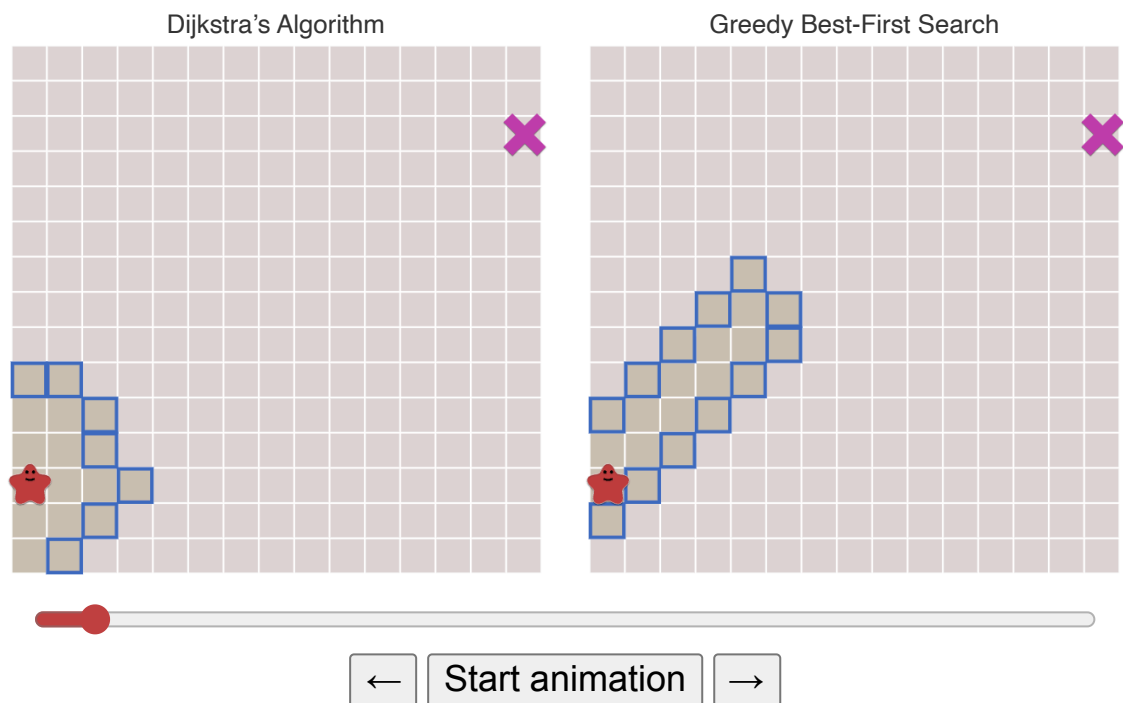 Dijkstra’s Algorithm
Greedy Best-First Search
← Start animation →